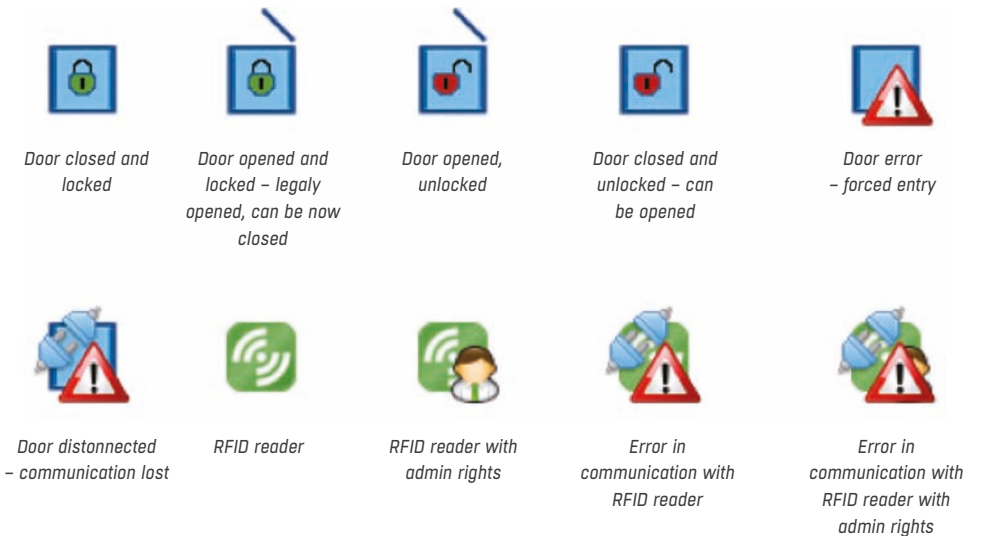 Door closed and
locked
Door opened and
locked – legaly
opened, can be now
closed
Door opened,
unlocked
Door closed and
unlocked – can
be opened
Door error
– forced entry
Door distonnected
– communication lost
RFID reader
RFID reader with
admin rights
Error in
communication with
RFID reader
Error in
communication with
RFID reader with
admin rights